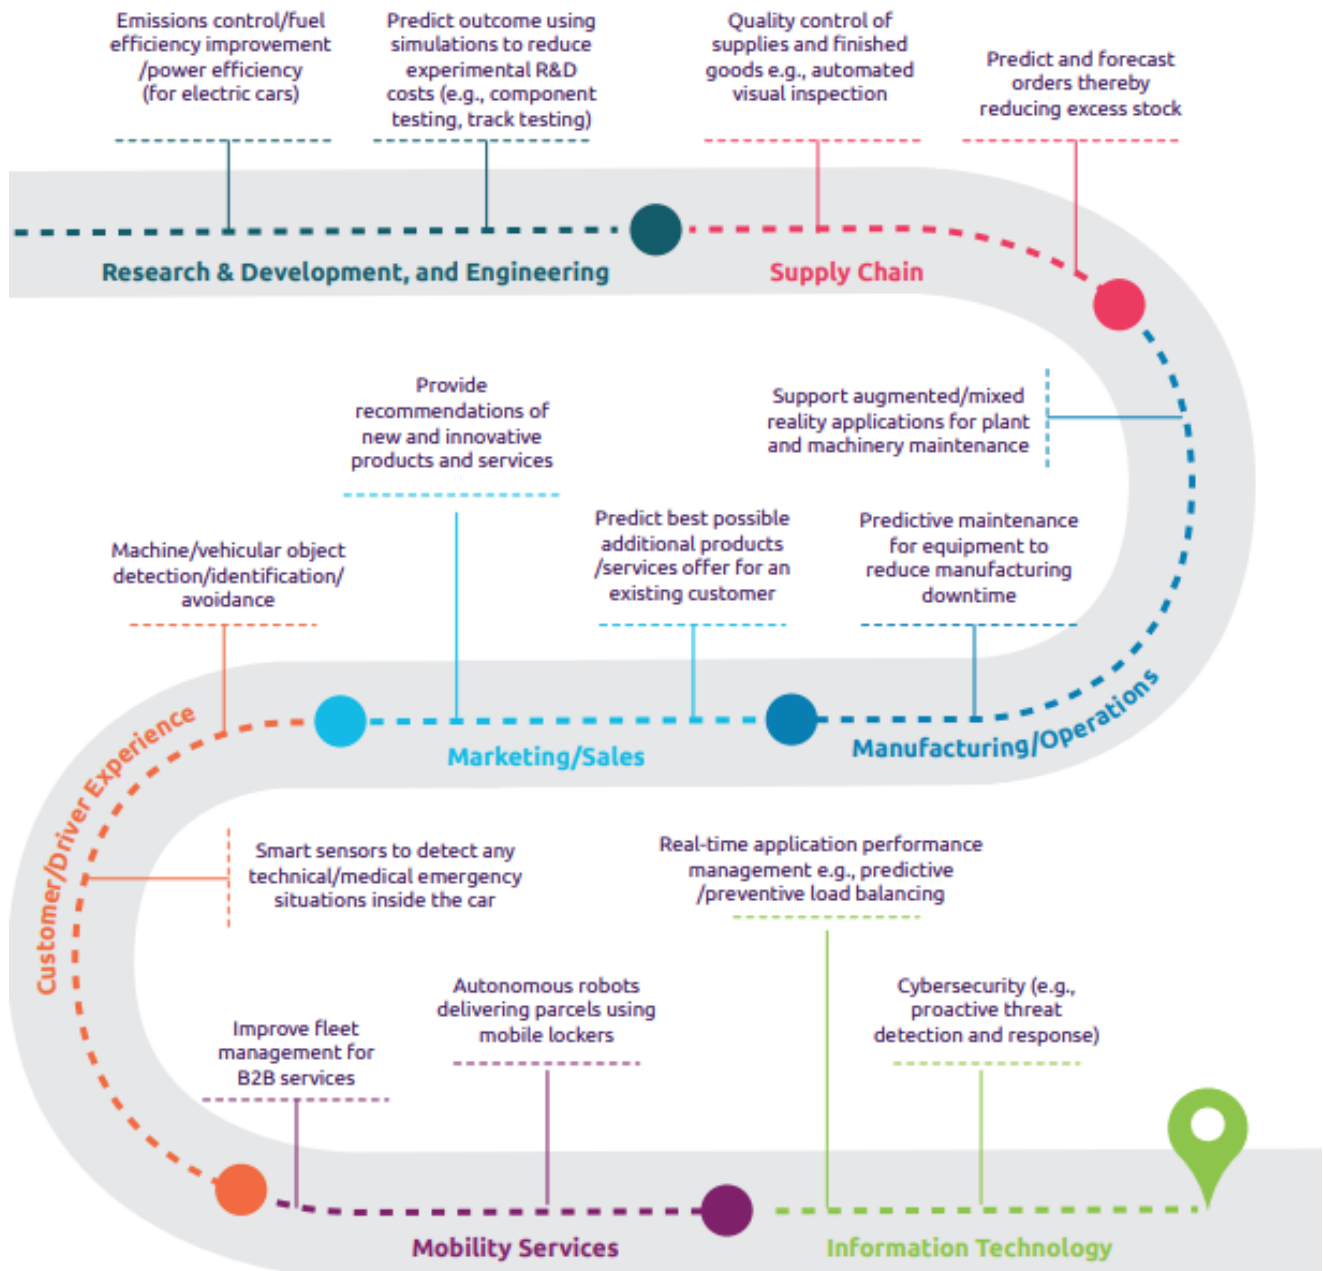 Emissions control/fuel
efficiency improvement
/power efficiency
(for electric cars)
Predict outcome using
simulations to reduce
experimental R&D
costs (e.g., component
testing, track testing)
Quality control of
supplies and finished
goods e.g., automated
visual inspection
Predict and forecast
orders thereby
reducing excess stock
Research & Development, and Engineering
Supply Chain
Support augmented/mixed
reality applications for plant
and machinery maintenance
Predictive maintenance
for equipment to
reduce manufacturing
downtime
Manufacturing/Operations
Provide
recommendations of
new and innovative
products and services
Predict best possible
additional products
/services offer for an
existing customer
Marketing/Sales
Machine/vehicular object
detection/identification/
avoidance
Customer/Driver Experience
Smart sensors to detect any
technical/medical emergency
situations inside the car
Improve fleet
management for
B2B services
Autonomous robots
delivering parcels using
mobile lockers
Mobility Services
Real-time application performance
management e.g., predictive
/preventive load balancing
Cybersecurity (e.g.,
proactive threat
detection and response)
Information Technology